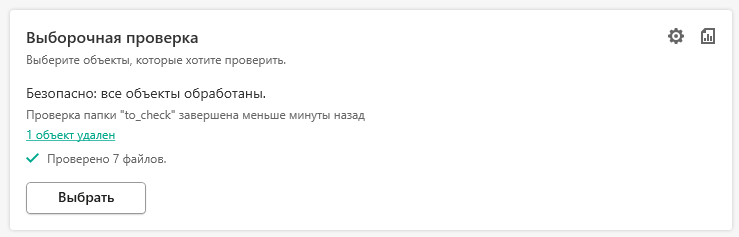 Выборочная проверка
Выберите объекты, которые хотите проверить.
Безопасно: все объекты обработаны.
Проверка папки "to_check" завершена меньше минуты назад
1 объект удален
Проверено 7 файлов.
Выбрать